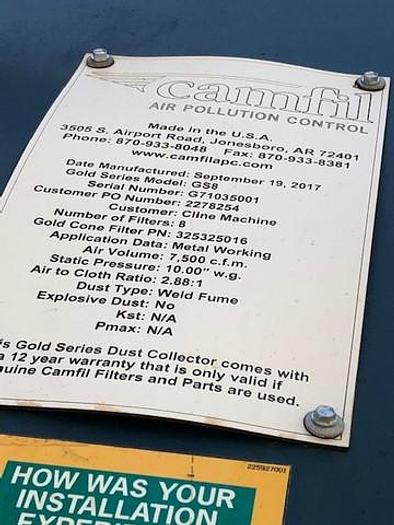 camfil
AIR POLLUTION CONTROL
Made in the U.S.A.
3505 S. Airport Road, Jonesboro, AR 72401
Phone: 870-933-8048 Fax: 870-933-8381
www.camfilapc.com
Date Manufactured: September 19, 2017
Gold Series Model: GS8
Serial Number: G71035001
Customer PO Number: 2278254
Customer: Cline Machine
Number of Filters: 8
Gold Cone Filter PN: 325325016
Application Data: Metal Working
Air Volume: 7,500 c.f.m.
Static Pressure: 10.00" w.g.
Air to Cloth Ratio: 2.88:1
Dust Type: Weld Fume
Explosive Dust: No
Kst: N/A
Pmax: N/A
is Gold Series Dust Collector comes with
a 12 year warranty that is only valid if
nuine Camfil Filters and Parts are used.
225927001
HOW WAS YOUR
INSTALLATION